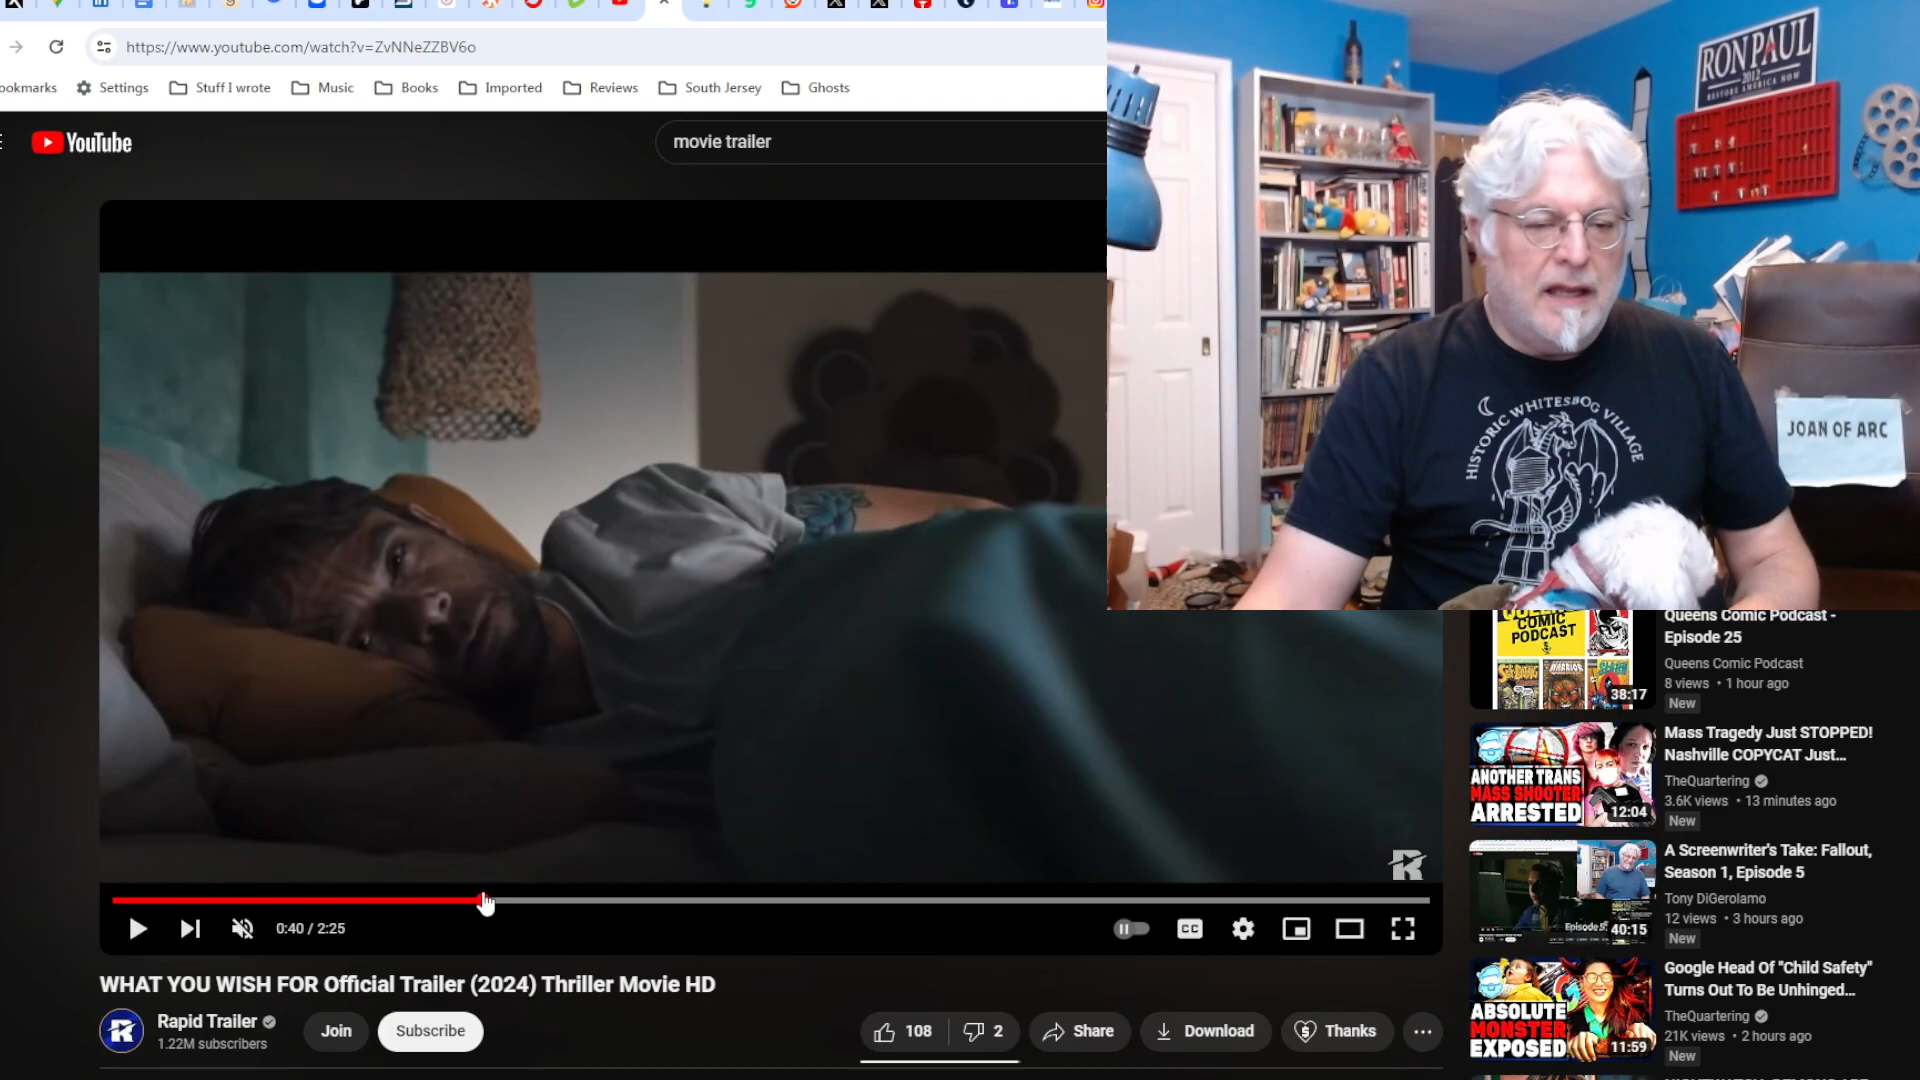 https://www.youtube.com/watch?v=ZvNNeZZBV6o
ookmarks
Settings
Stuff I wrote
Music
Books
Imported
Reviews
South Jersey
Ghosts
YouTube
movie trailer
RON PAUL
2012
RESTORE AMERICA NOW
HISTORIC WHITESBOG VILLAGE
JOAN OF ARC
0:40 / 2:25
CC
WHAT YOU WISH FOR Official Trailer (2024) Thriller Movie HD
Rapid Trailer
1.22M subscribers
Join
Subscribe
108
2
Share
Download
Thanks
COMIC
PODCAST
38:17
Queens Comic Podcast -
Episode 25
Queens Comic Podcast
8 views • 1 hour ago
New
ANOTHER TRANS
MASS SHOOTER
ARRESTED
12:04
Mass Tragedy Just STOPPED!
Nashville COPYCAT Just...
TheQuartering
3.6K views • 13 minutes ago
New
40:15
A Screenwriter's Take: Fallout,
Season 1, Episode 5
Tony DiGerolamo
12 views • 3 hours ago
New
ABSOLUTE
MONSTER
EXPOSED
11:59
Google Head Of "Child Safety"
Turns Out To Be Unhinged...
TheQuartering
21K views • 2 hours ago
New